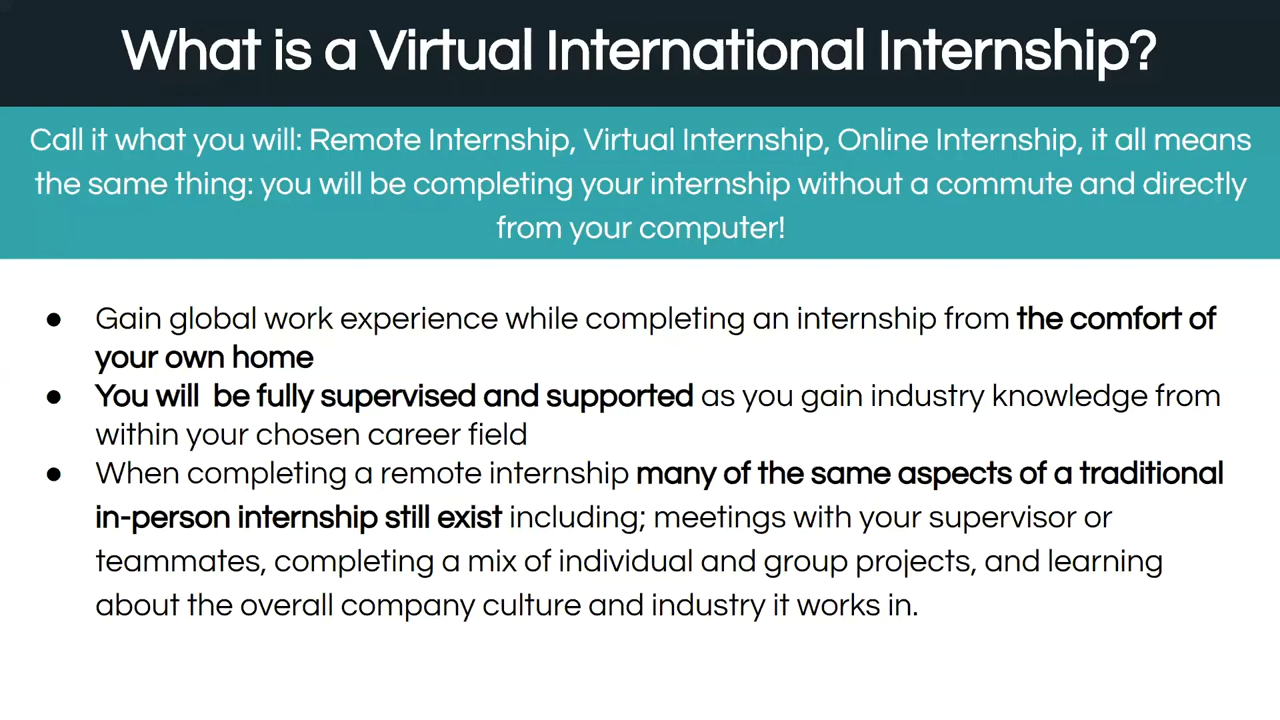 What is a Virtual International Internship?
Call it what you will: Remote Internship, Virtual Internship, Online Internship, it all means
the same thing: you will be completing your internship without a commute and directly
from your computer!
● Gain global work experience while completing an internship from the comfort of
your own home
● You will  be fully supervised and supported as you gain industry knowledge from
within your chosen career field
● When completing a remote internship many of the same aspects of a traditional
in-person internship still exist including; meetings with your supervisor or
teammates, completing a mix of individual and group projects, and learning
about the overall company culture and industry it works in.